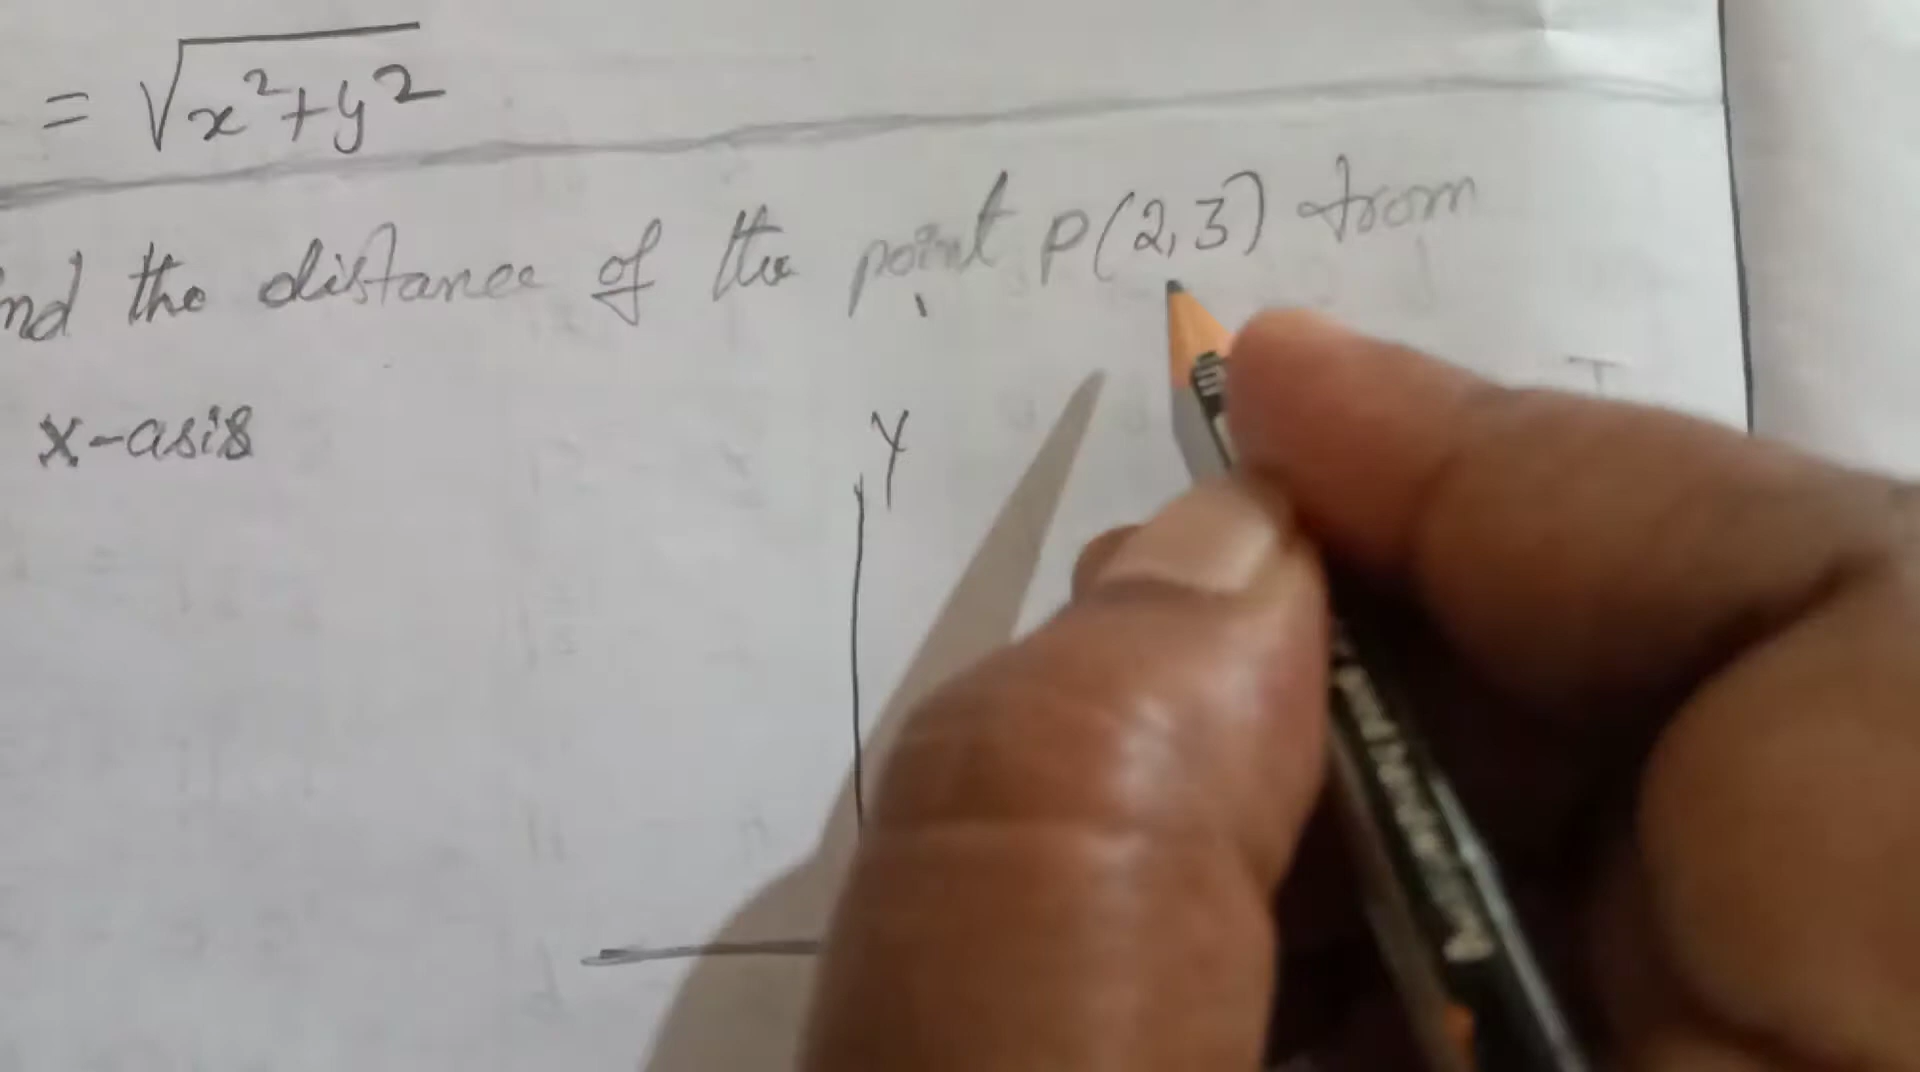 = √x²+y²
nd the distance of the point P(2,3) from
x-asis
Y